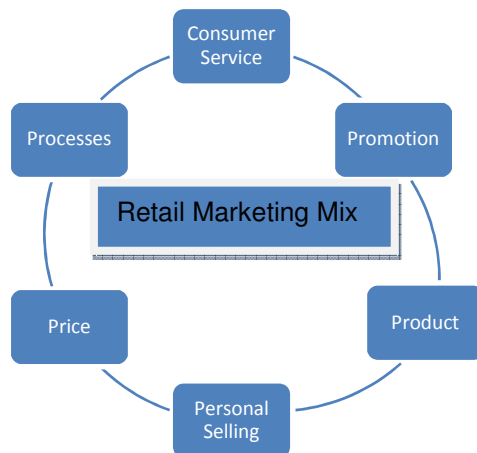 Consumer
Service
Processes
Promotion
Retail Marketing Mix
Price
Product
Personal
Selling